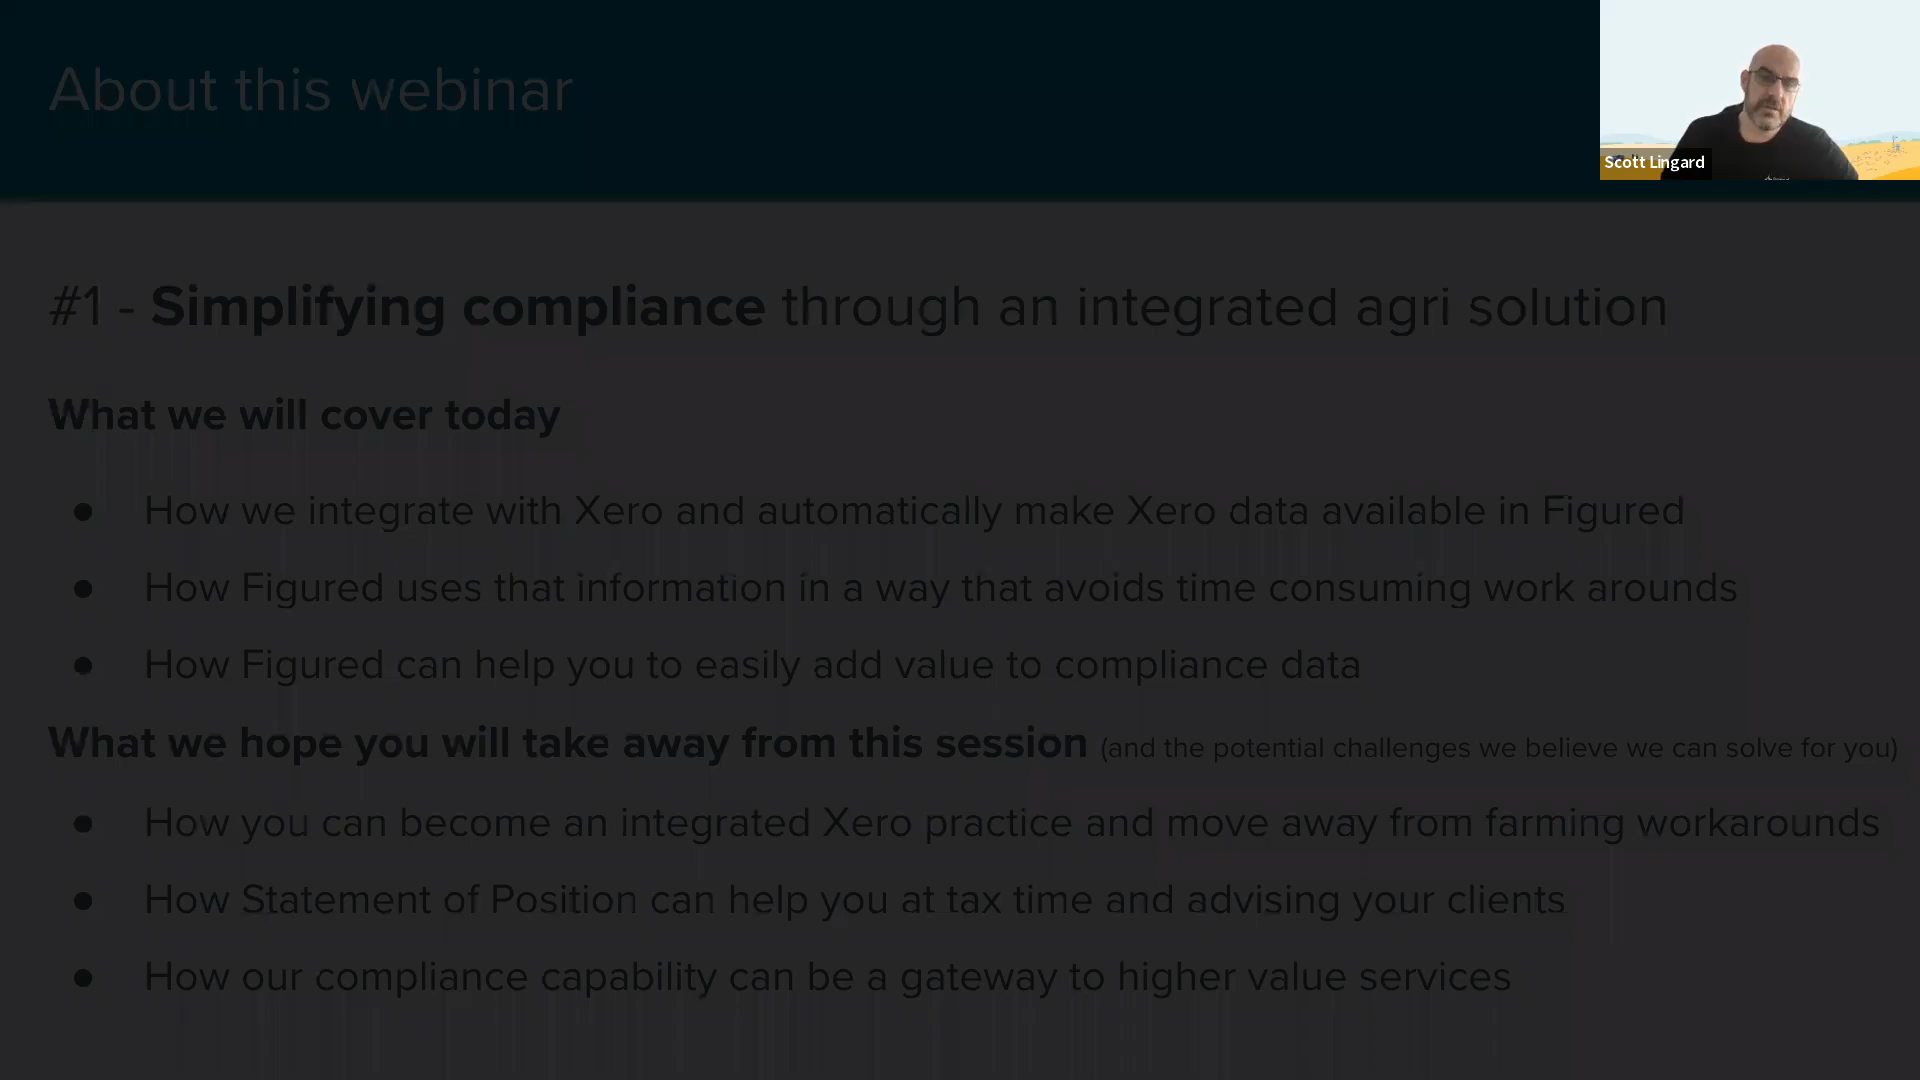 About this webinar
Scott Lingard
#1 - Simplifying compliance through an integrated agri solution
What we will cover today
● How we integrate with Xero and automatically make Xero data available in Figured
● How Figured uses that information in a way that avoids time consuming work arounds
● How Figured can help you to easily add value to compliance data
What we hope you will take away from this session (and the potential challenges we believe we can solve for you)
● How you can become an integrated Xero practice and move away from farming workarounds
● How Statement of Position can help you at tax time and advising your clients
● How our compliance capability can be a gateway to higher value services